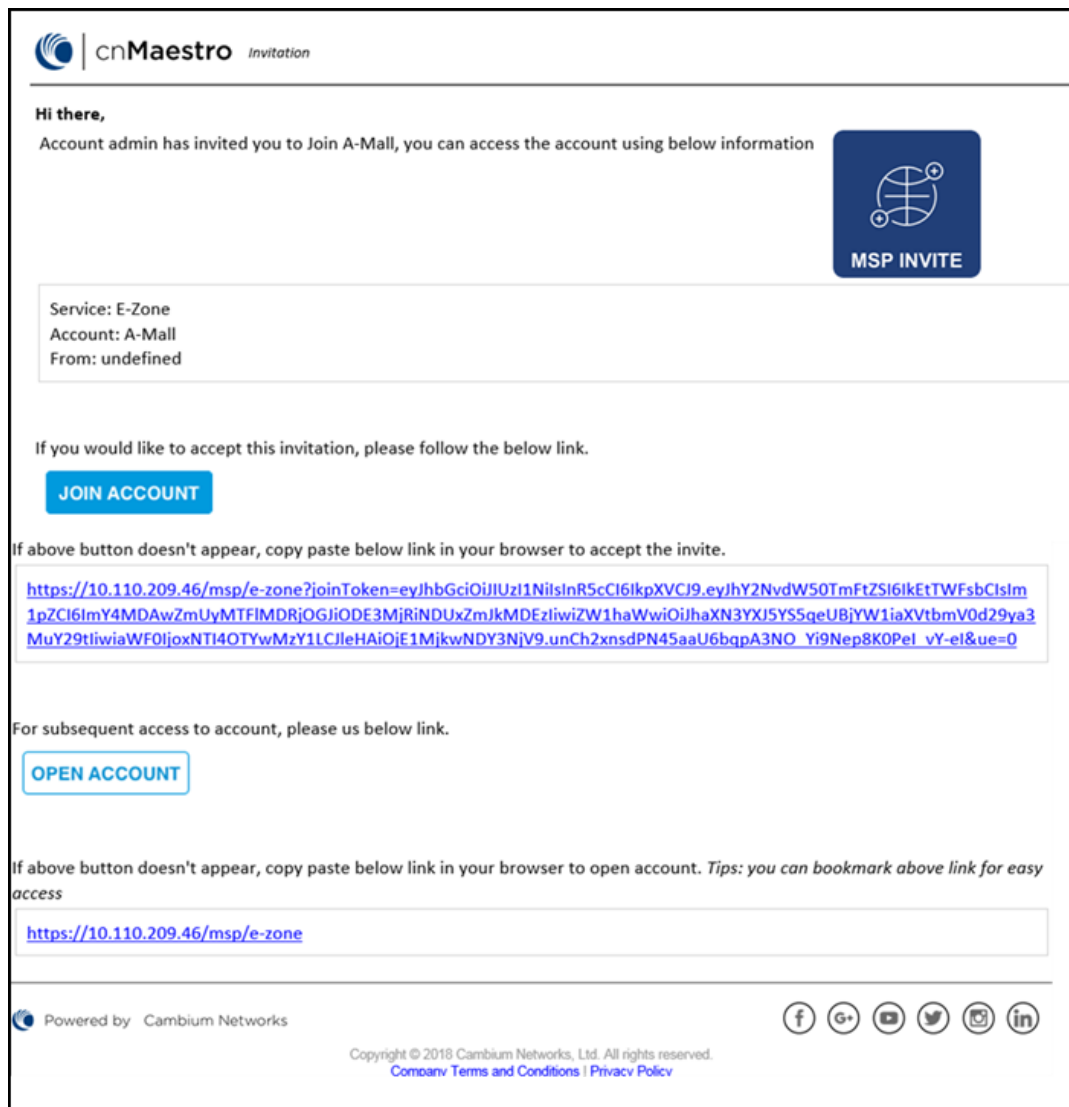 cnMaestro Invitation
Hi there,
Account admin has invited you to Join A-Mall, you can access the account using below information
MSP INVITE
Service: E-Zone
Account: A-Mall
From: undefined
If you would like to accept this invitation, please follow the below link.
JOIN ACCOUNT
If above button doesn't appear, copy paste below link in your browser to accept the invite.
https://10.110.209.46/msp/e-zone?joinToken=eyJhbGciOiJIUzI1NiIsInR5cCI6IkpXVCJ9.eyJhY2NvdW50TmFtZSI6IkEtTWFsbCIsIm
1pZCI6ImY4MDAwZmUyMTFlMDRjOGJiODE3MjRiNDUxZmJkMDEzIiwiZW1haWwiOiJhaXN3YXJ5YS5qeUBjYW1iaXVtbmV0d29ya3
MuY29tIiwiaWF0IjoxNTI4OTYwMzY1LCJleHAiOjE1MjkwNDY3NjV9.unCh2xnsdPN45aaU6bqpA3NO_Yi9Nep8K0PeI_vY-eI&ue=0
For subsequent access to account, please us below link.
OPEN ACCOUNT
If above button doesn't appear, copy paste below link in your browser to open account. Tips: you can bookmark above link for easy
access
https://10.110.209.46/msp/e-zone
Powered by Cambium Networks
Copyright © 2018 Cambium Networks, Ltd. All rights reserved.
Company Terms and Conditions | Privacy Policy